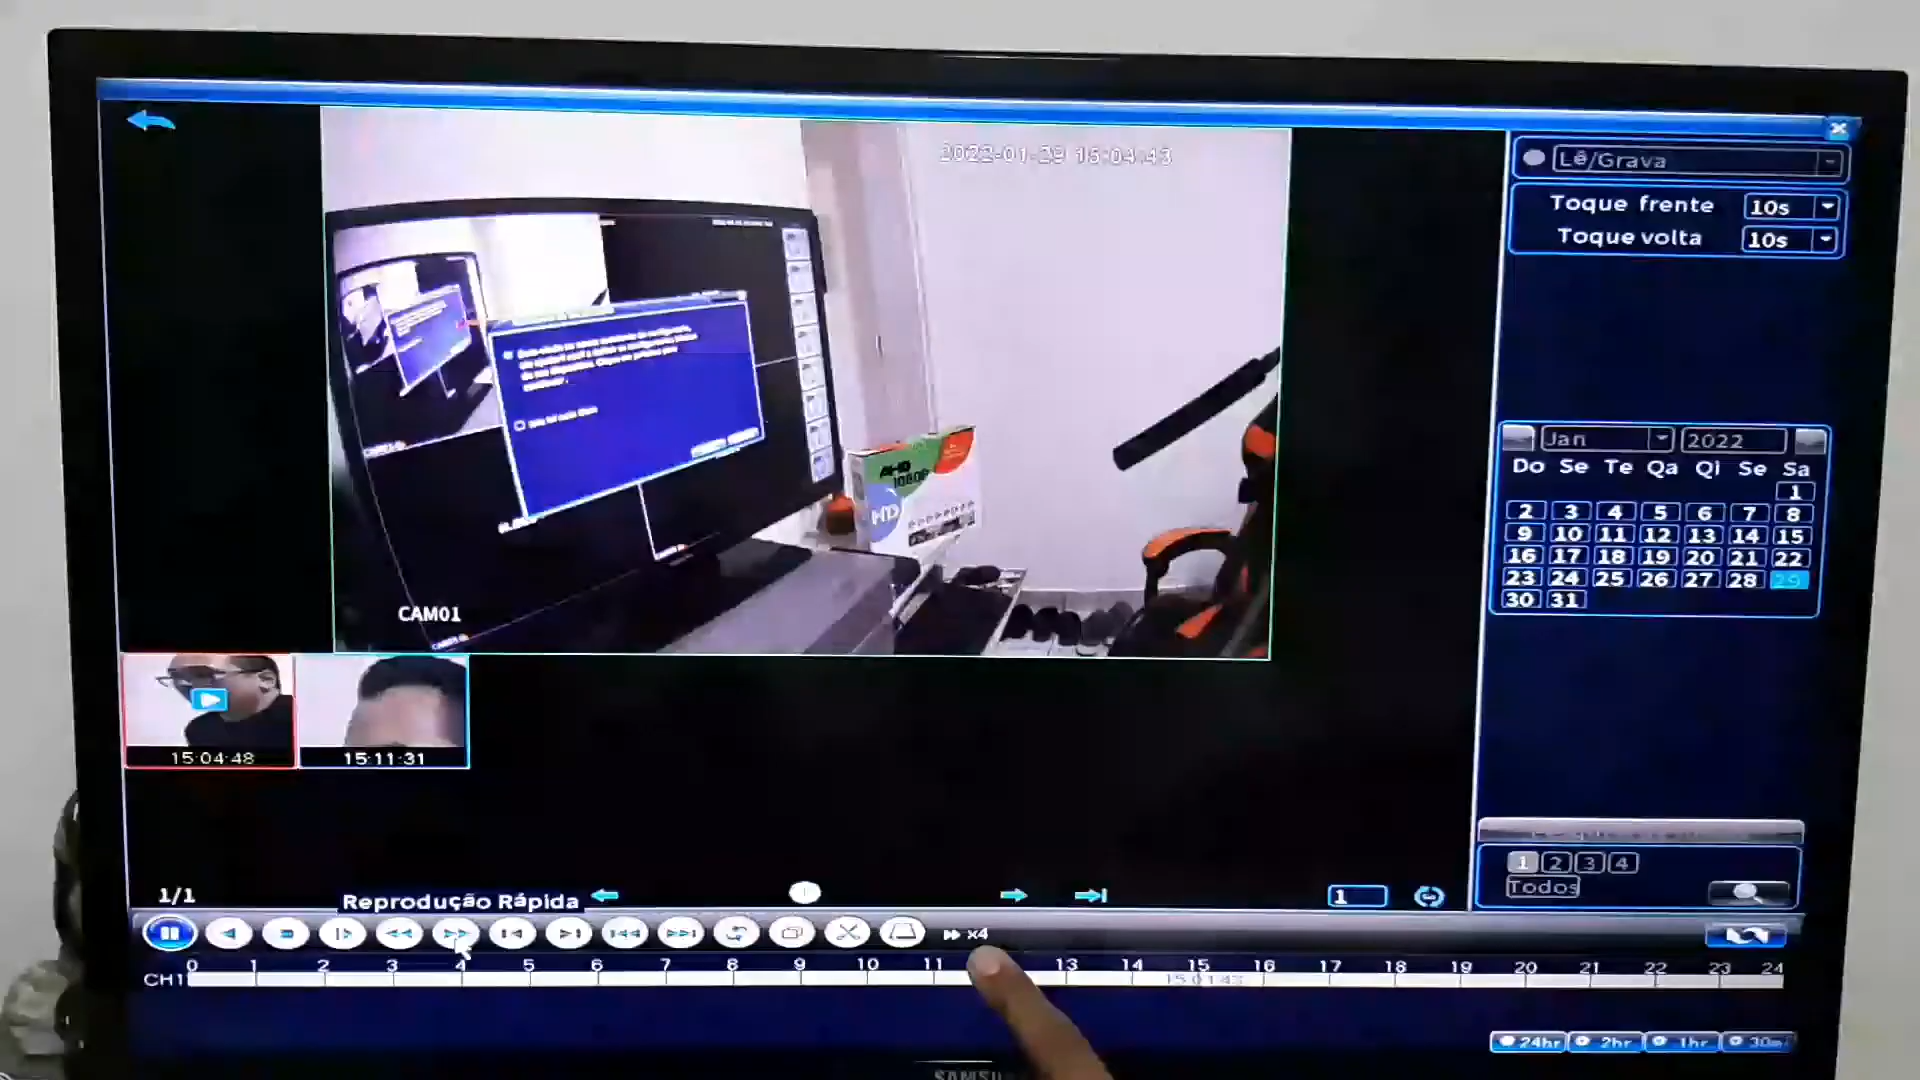 2022-01-29 15:04:43
Lê/Grava
Toque frente 10s
Toque volta 10s
Jan 2022
Do Se Te Qa Qi Se Sa
1
2 3 4 5 6 7 8
9 10 11 12 13 14 15
16 17 18 19 20 21 22
23 24 25 26 27 28 29
30 31
AHD
1080P
HD
CAM01
15:04:48 15:11:31
1 2 3 4
Todos
1/1
Reprodução Rápida
1
x4
0 1 2 3 4 5 6 7 8 9 10 11 13 14 15 16 17 18 19 20 21 22 23 24
CH1
24hr 2hr 1hr 30m
SAMSU